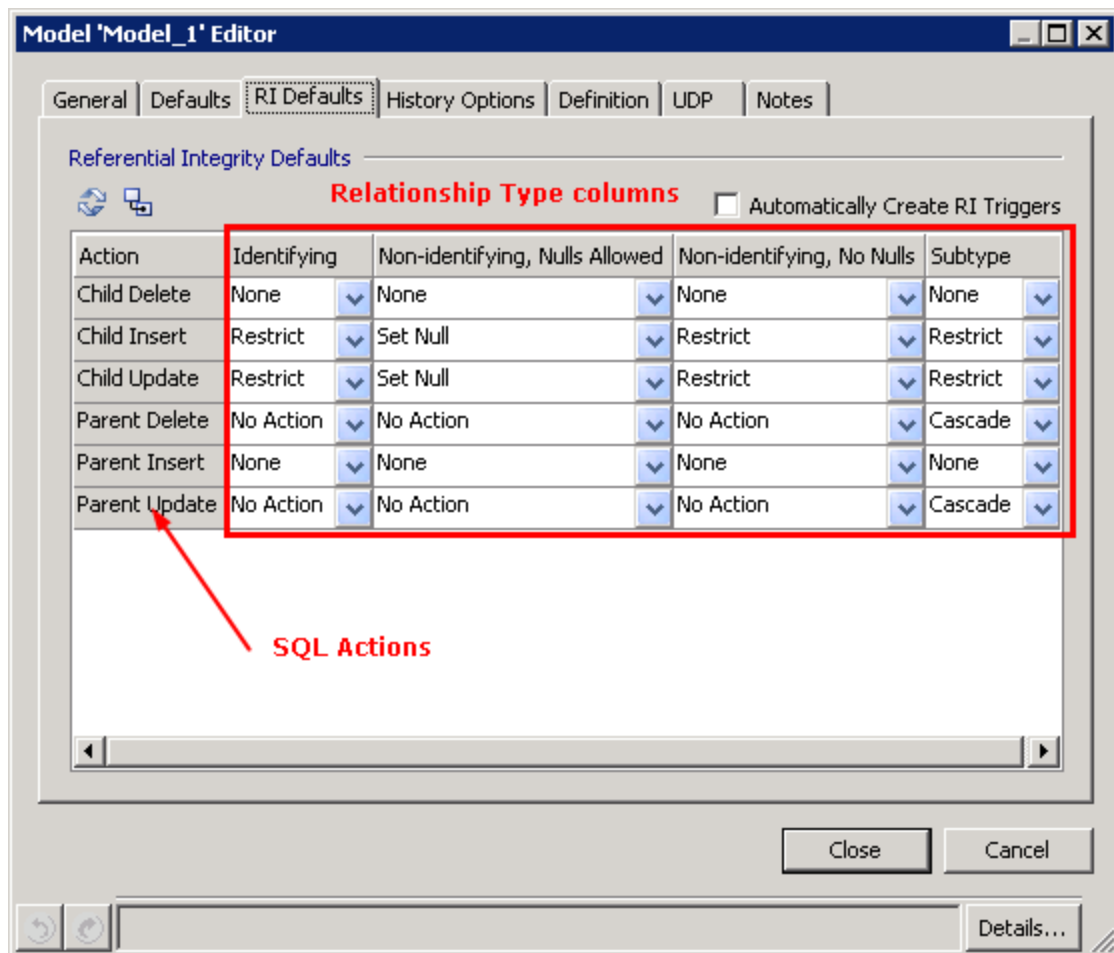 Model 'Model_1' Editor
General Defaults RI Defaults History Options Definition UDP Notes
Referential Integrity Defaults
Relationship Type columns
Automatically Create RI Triggers
Action Identifying Non-identifying, Nulls Allowed Non-identifying, No Nulls Subtype
Child Delete None None None None
Child Insert Restrict Set Null Restrict Restrict
Child Update Restrict Set Null Restrict Restrict
Parent Delete No Action No Action No Action Cascade
Parent Insert None None None None
Parent Update No Action No Action No Action Cascade
SQL Actions
Close Cancel
Details...